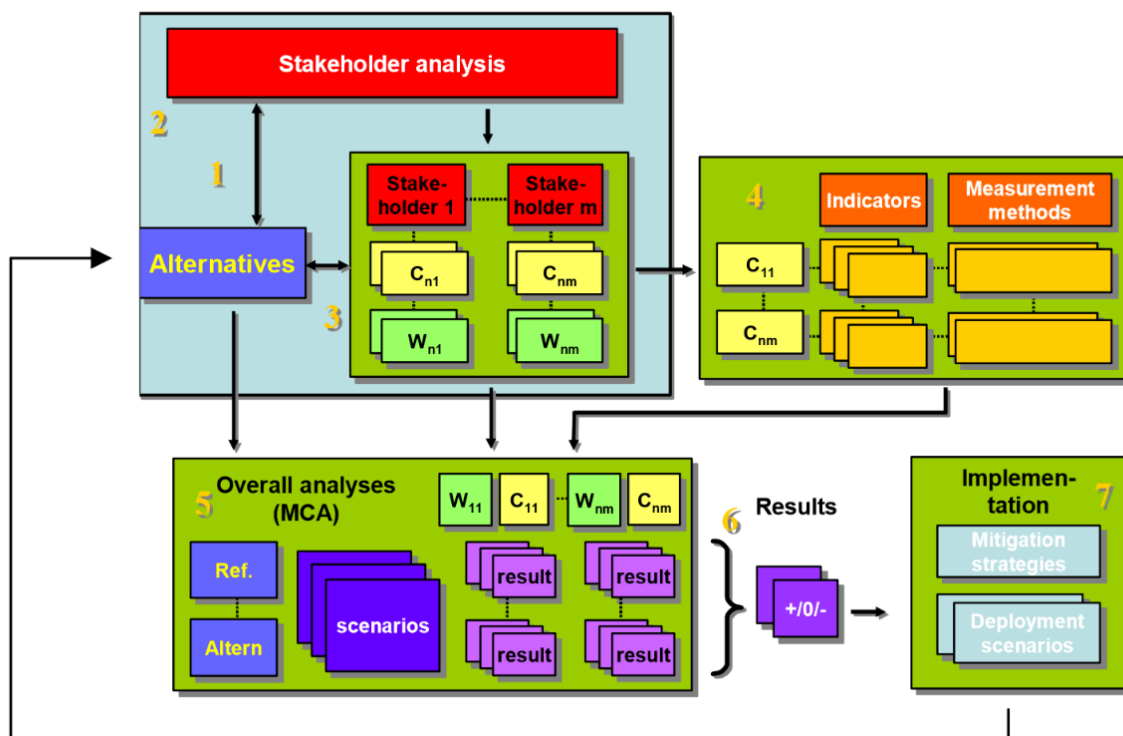 Stakeholder analysis
2
1
Stake-
holder 1
Stake-
holder m
4
Indicators
Measurement
methods
Alternatives
Cn1
Cnm
C11
3
Wn1
Wnm
Cnm
5
Overall analyses
(MCA)
W11
C11
Wnm
Cnm
6
Results
Implemen-
tation
7
Ref.
scenarios
result
result
Mitigation
strategies
+/0/-
Altern
result
result
Deployment
scenarios